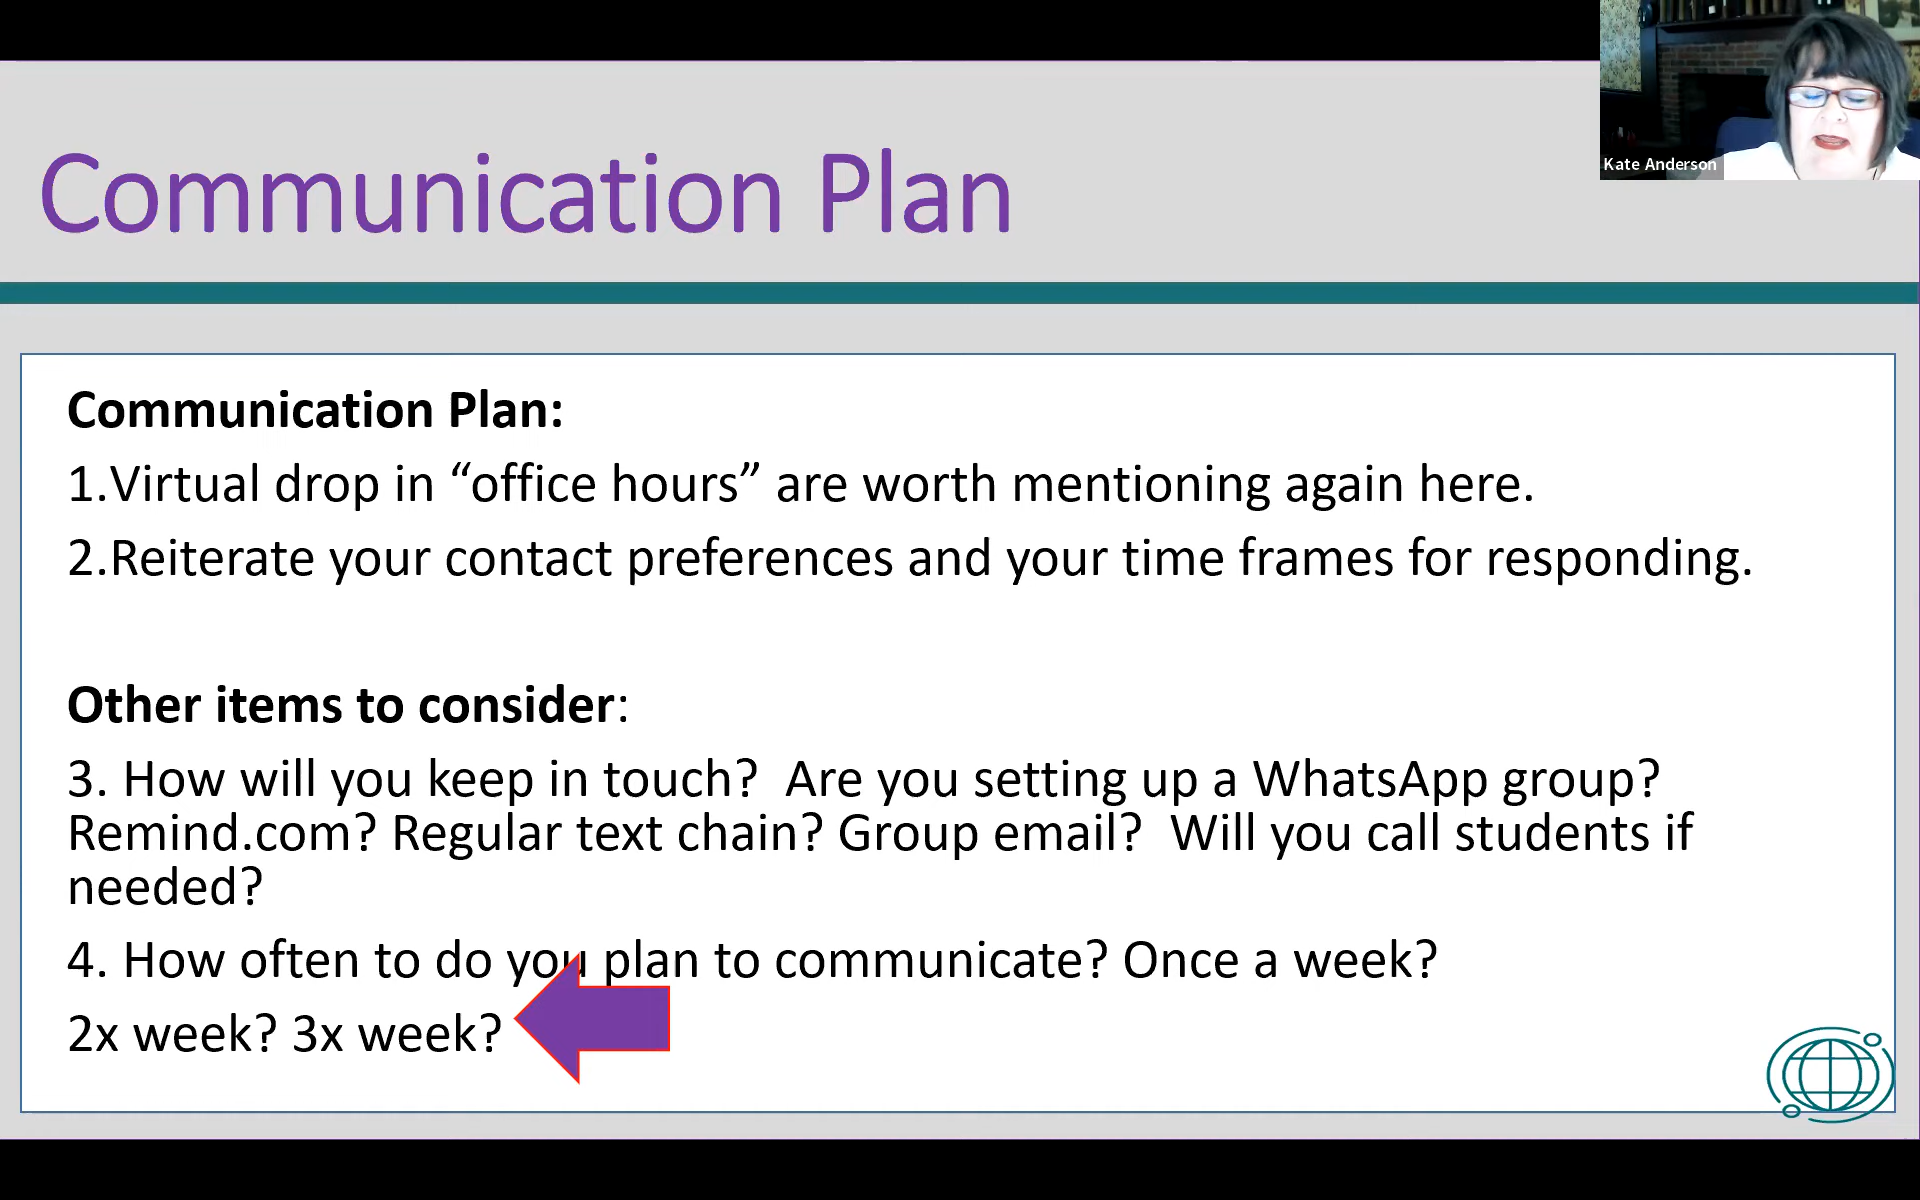 Kate Anderson
Communication Plan
Communication Plan:
1.Virtual drop in “office hours” are worth mentioning again here.
2.Reiterate your contact preferences and your time frames for responding.
Other items to consider:
3. How will you keep in touch?  Are you setting up a WhatsApp group?
Remind.com? Regular text chain? Group email?  Will you call students if
needed?
4. How often to do you plan to communicate? Once a week?
2x week? 3x week?